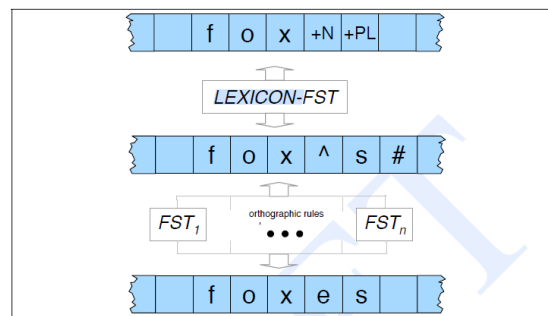 f o x +N +PL
LEXICON-FST
f o x ^ s #
orthographic rules
FST1 ● ● ● FSTn
f o x e s